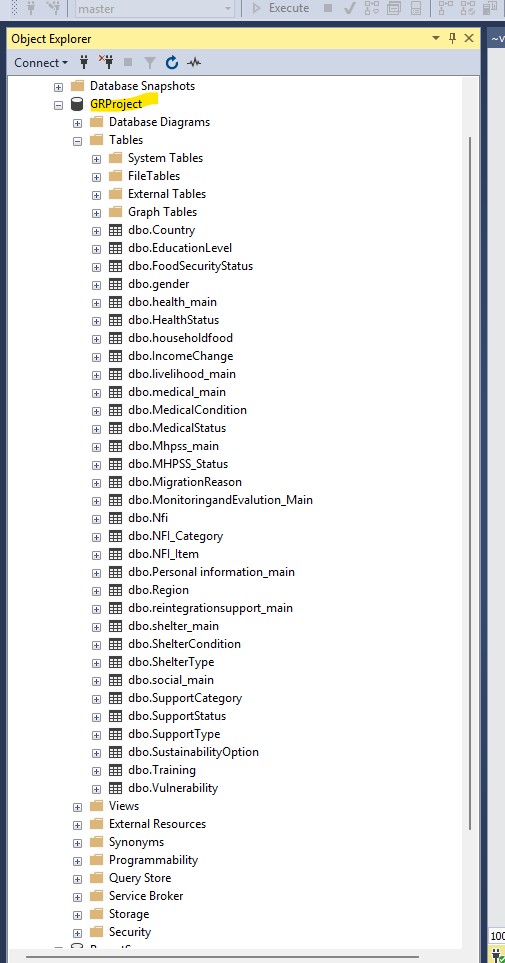 master
Execute
Object Explorer
~v
Connect
Database Snapshots
GRProject
Database Diagrams
Tables
System Tables
FileTables
External Tables
Graph Tables
dbo.Country
dbo.EducationLevel
dbo.FoodSecurityStatus
dbo.gender
dbo.health_main
dbo.HealthStatus
dbo.householdfood
dbo.IncomeChange
dbo.livelihood_main
dbo.medical_main
dbo.MedicalCondition
dbo.MedicalStatus
dbo.Mhpss_main
dbo.MHPSS_Status
dbo.MigrationReason
dbo.MonitoringandEvalution_Main
dbo.Nfi
dbo.NFI_Category
dbo.NFI_Item
dbo.Personal information_main
dbo.Region
dbo.reintegrationsupport_main
dbo.shelter_main
dbo.ShelterCondition
dbo.ShelterType
dbo.social_main
dbo.SupportCategory
dbo.SupportStatus
dbo.SupportType
dbo.SustainabilityOption
dbo.Training
dbo.Vulnerability
Views
External Resources
Synonyms
Programmability
Query Store
Service Broker
Storage
Security
100